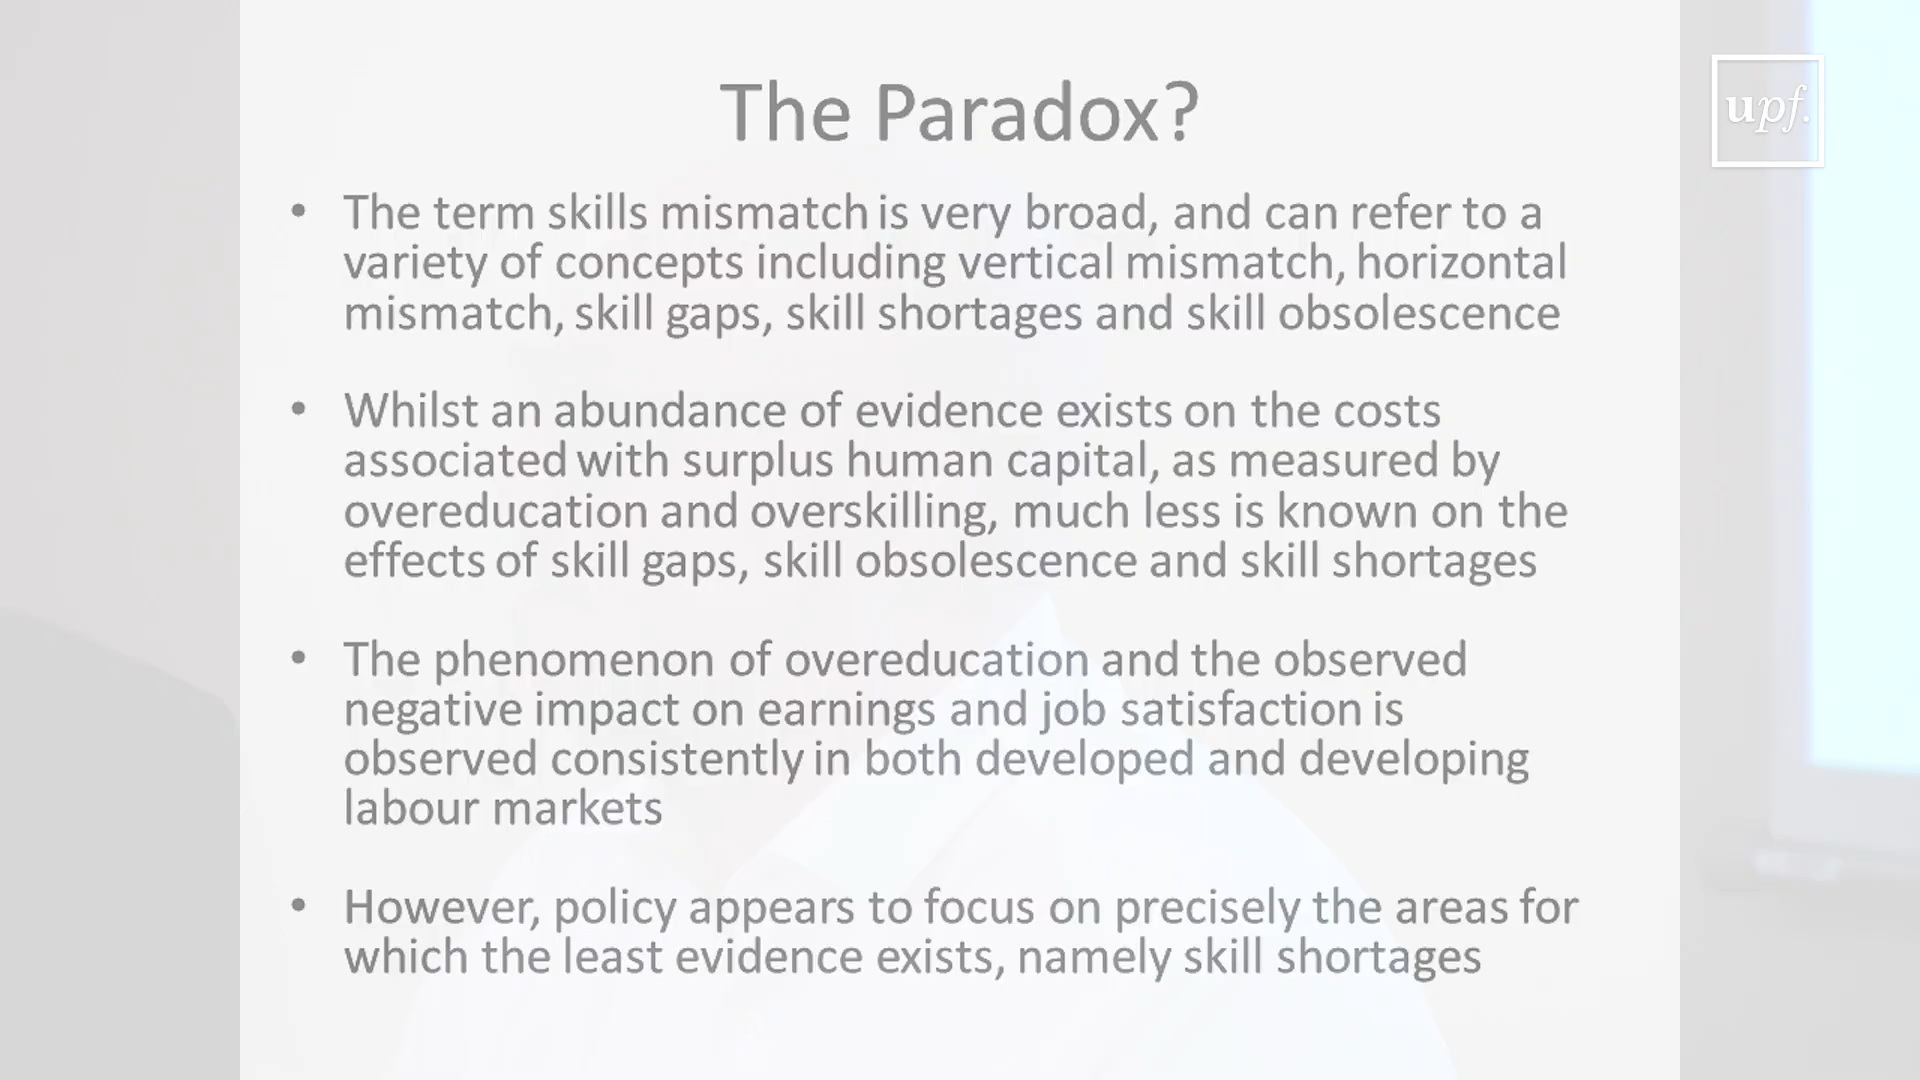 The Paradox?
upf.
• The term skills mismatch is very broad, and can refer to a
variety of concepts including vertical mismatch, horizontal
mismatch, skill gaps, skill shortages and skill obsolescence
• Whilst an abundance of evidence exists on the costs
associated with surplus human capital, as measured by
overeducation and overskilling, much less is known on the
effects of skill gaps, skill obsolescence and skill shortages
• The phenomenon of overeducation and the observed
negative impact on earnings and job satisfaction is
observed consistently in both developed and developing
labour markets
• However, policy appears to focus on precisely the areas for
which the least evidence exists, namely skill shortages